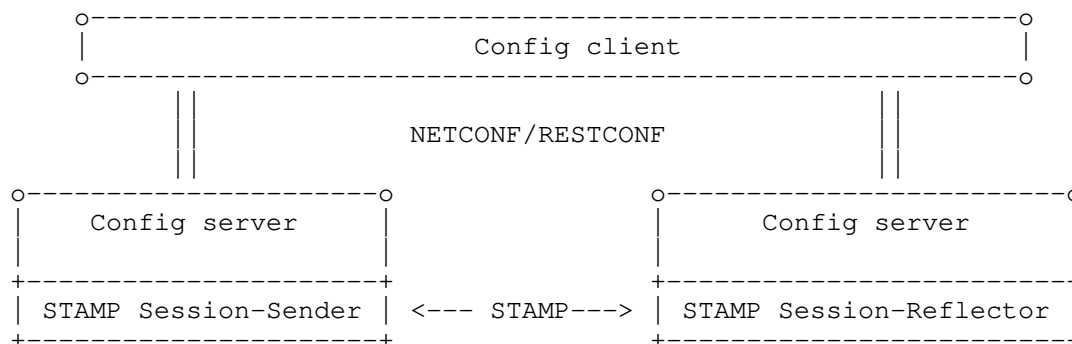 Config client
NETCONF/RESTCONF
Config server Config server
STAMP Session-Sender <--- STAMP---> STAMP Session-Reflector